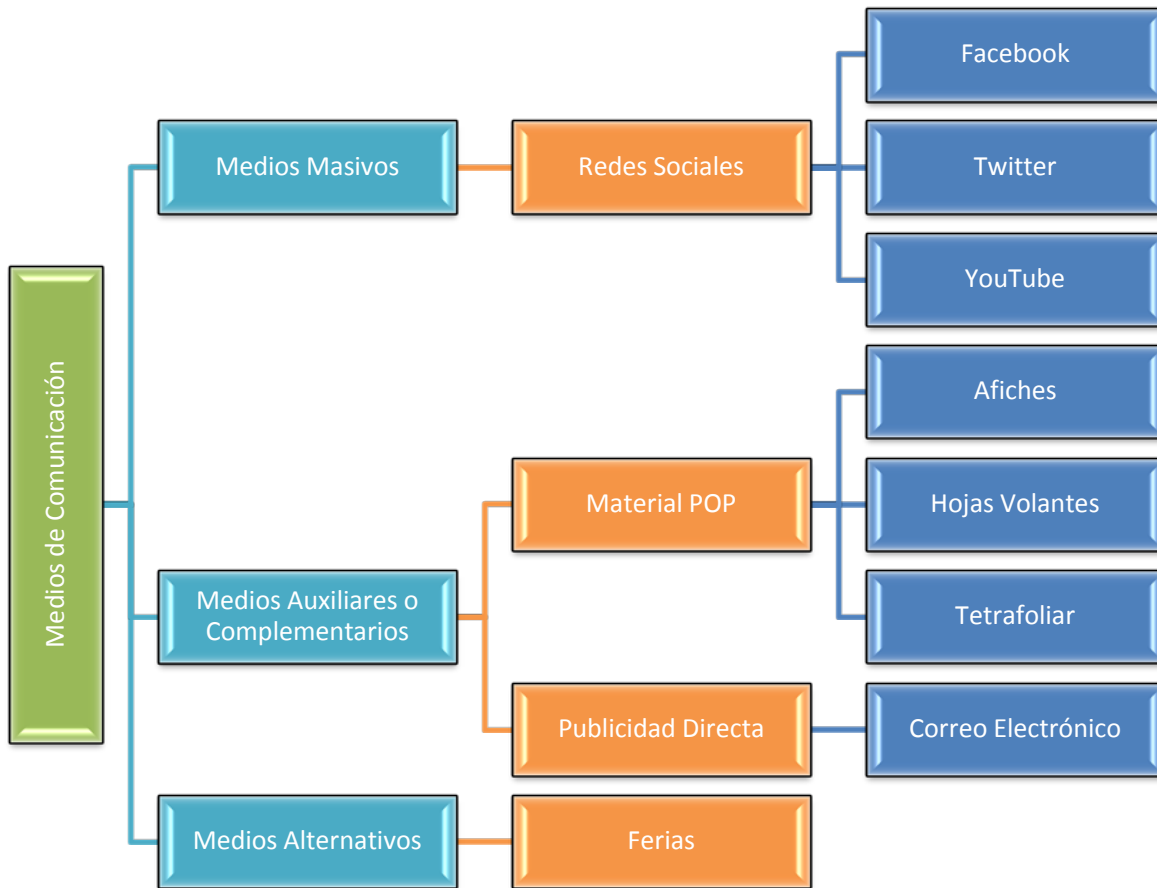 Medios de Comunicación
Medios Masivos
Redes Sociales
Facebook
Twitter
YouTube
Medios Auxiliares o
Complementarios
Material POP
Afiches
Hojas Volantes
Tetrafoliar
Publicidad Directa
Correo Electrónico
Medios Alternativos
Ferias